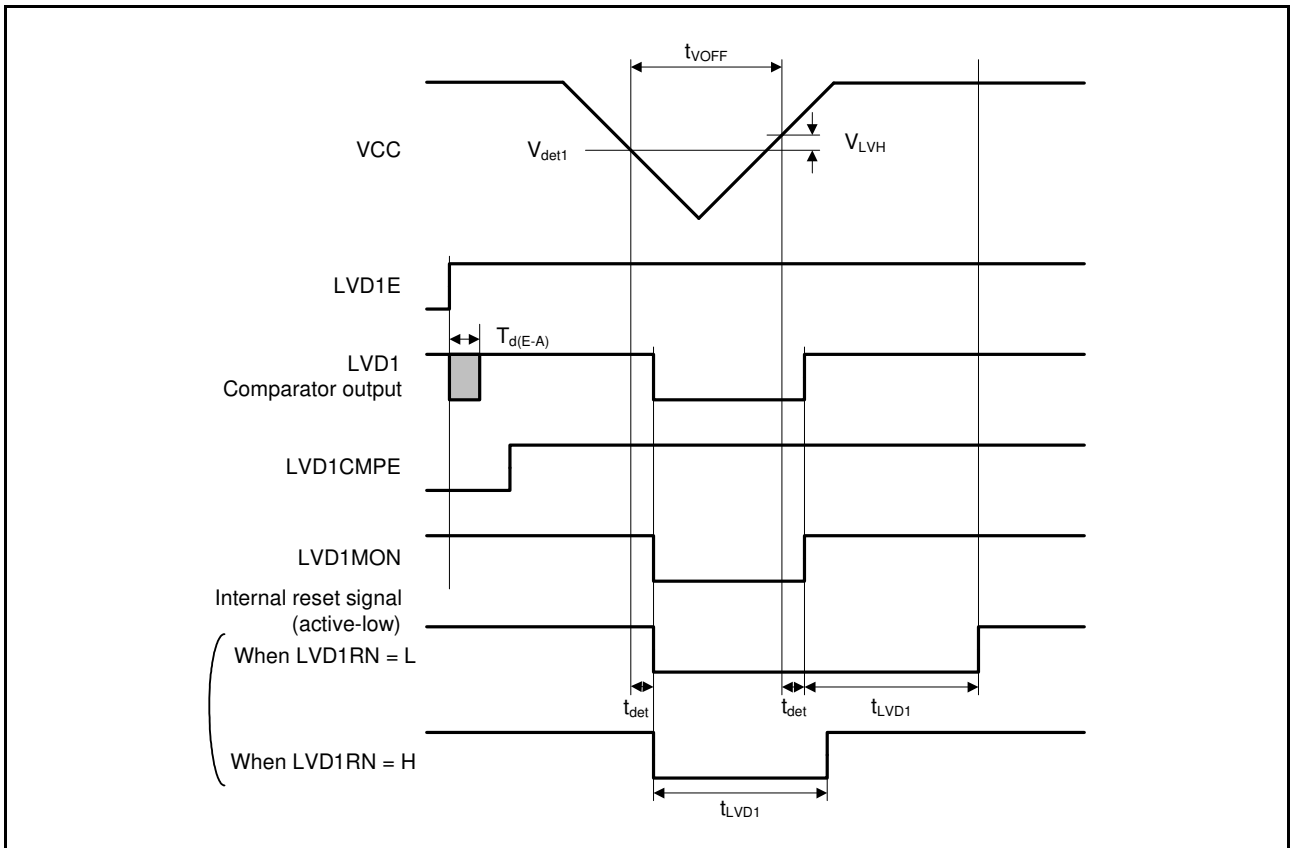 tVOFF
VCC
Vdet1
VLVH
LVD1E
Td(E-A)
LVD1
Comparator output
LVD1CMPE
LVD1MON
Internal reset signal
(active-low)
When LVD1RN = L
tdet
tdet
tLVD1
When LVD1RN = H
tLVD1